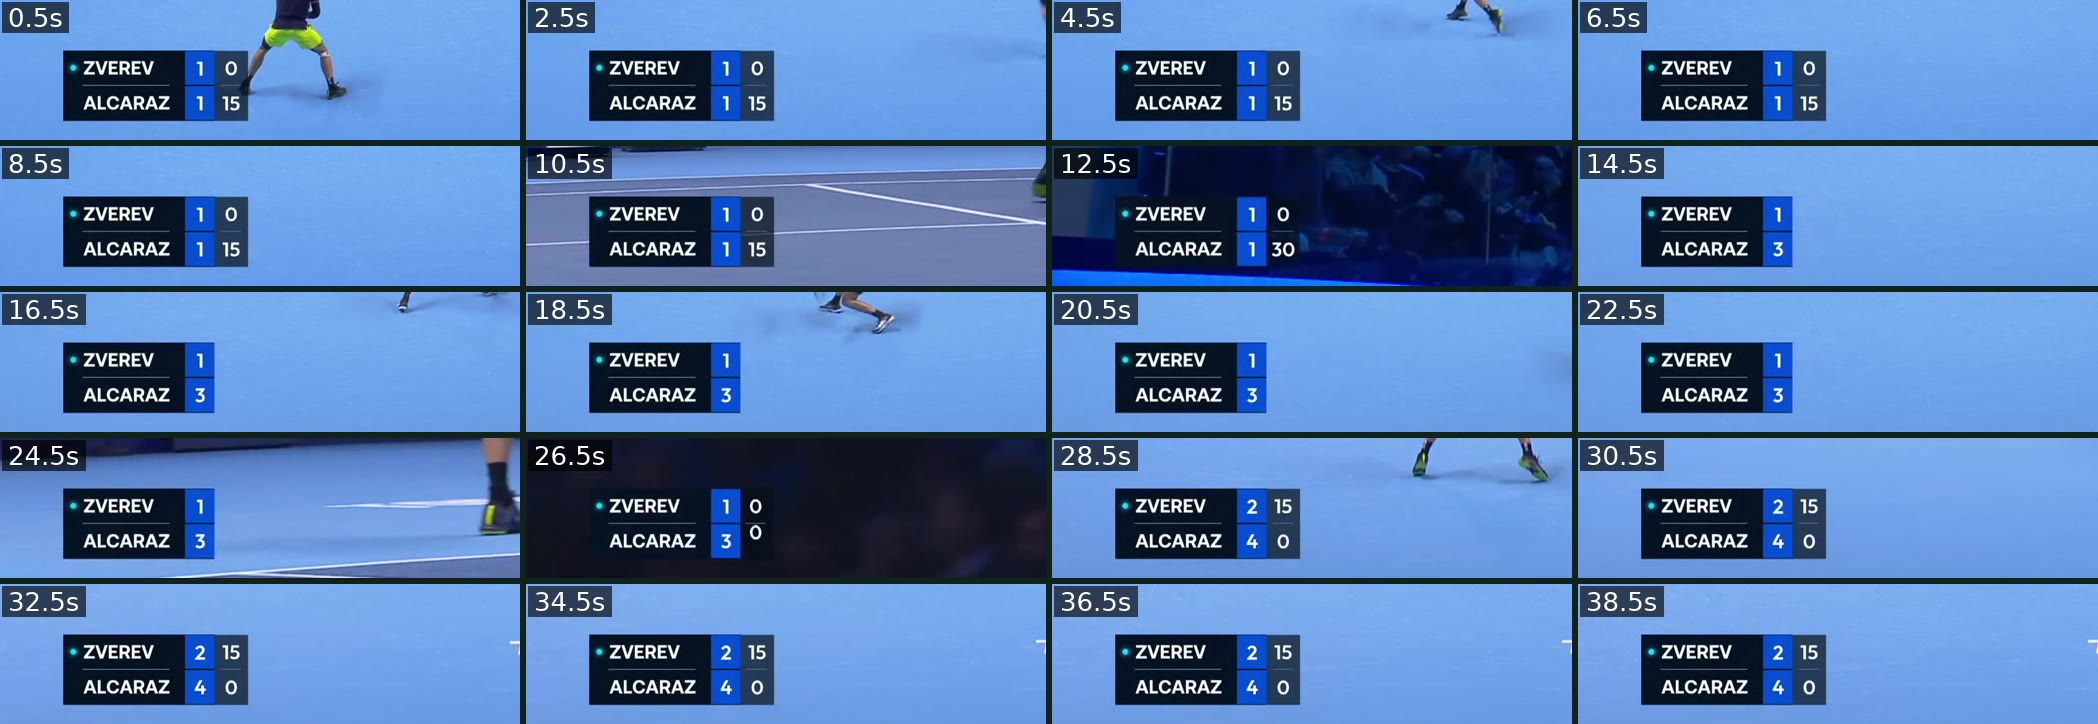 0.5s
ZVEREV 1 0
ALCARAZ 1 15
2.5s
ZVEREV 1 0
ALCARAZ 1 15
4.5s
ZVEREV 1 0
ALCARAZ 1 15
6.5s
ZVEREV 1 0
ALCARAZ 1 15
8.5s
ZVEREV 1 0
ALCARAZ 1 15
10.5s
ZVEREV 1 0
ALCARAZ 1 15
12.5s
ZVEREV 1 0
ALCARAZ 1 30
14.5s
ZVEREV 1
ALCARAZ 3
16.5s
ZVEREV 1
ALCARAZ 3
18.5s
ZVEREV 1
ALCARAZ 3
20.5s
ZVEREV 1
ALCARAZ 3
22.5s
ZVEREV 1
ALCARAZ 3
24.5s
ZVEREV 1
ALCARAZ 3
26.5s
ZVEREV 1 0
ALCARAZ 3 0
28.5s
ZVEREV 2 15
ALCARAZ 4 0
30.5s
ZVEREV 2 15
ALCARAZ 4 0
32.5s
ZVEREV 2 15
ALCARAZ 4 0
34.5s
ZVEREV 2 15
ALCARAZ 4 0
36.5s
ZVEREV 2 15
ALCARAZ 4 0
38.5s
ZVEREV 2 15
ALCARAZ 4 0